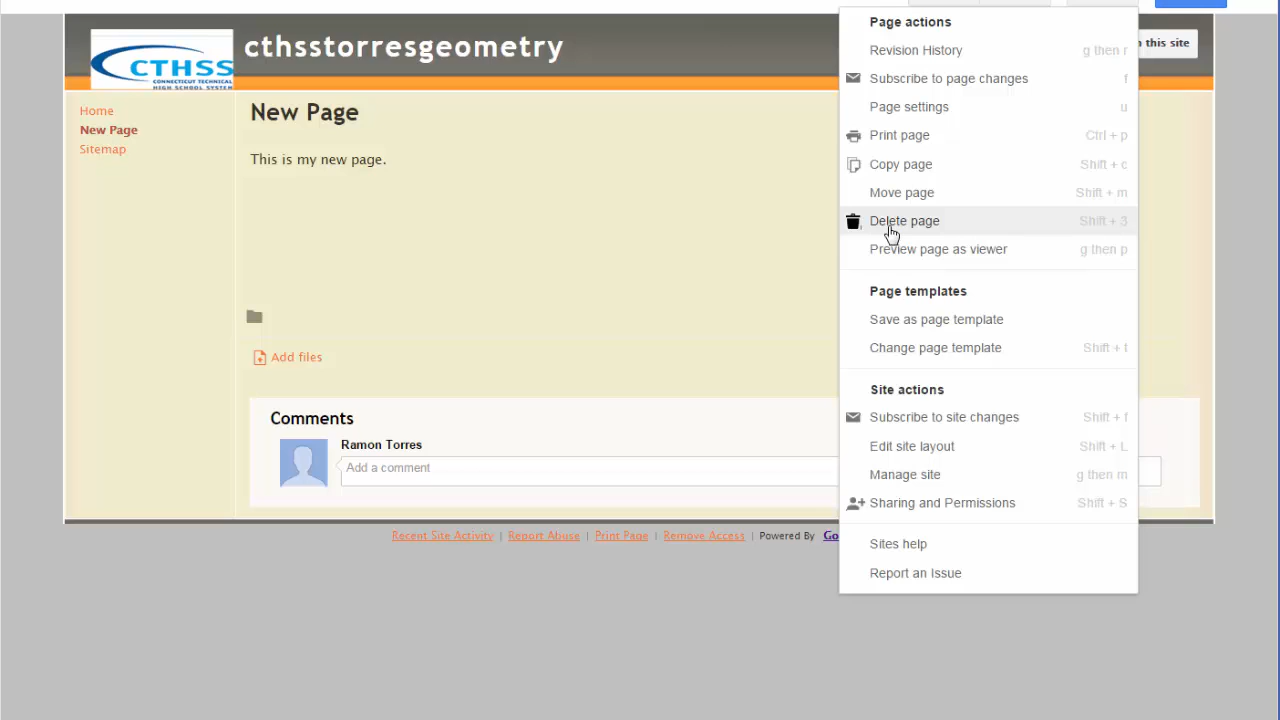 cthsstorresgeometry
this site
CTHSS
CONNECTICUT TECHNICAL
HIGH SCHOOL SYSTEM
Home
New Page
Sitemap
New Page
This is my new page.
Add files
Comments
Ramon Torres
Add a comment
Recent Site Activity | Report Abuse | Print Page | Remove Access | Powered By Go
Page actions
Revision History g then r
Subscribe to page changes f
Page settings u
Print page Ctrl + p
Copy page Shift + c
Move page Shift + m
Delete page Shift + 3
Preview page as viewer g then p
Page templates
Save as page template
Change page template Shift + t
Site actions
Subscribe to site changes Shift + f
Edit site layout Shift + L
Manage site g then m
Sharing and Permissions Shift + S
Sites help
Report an Issue